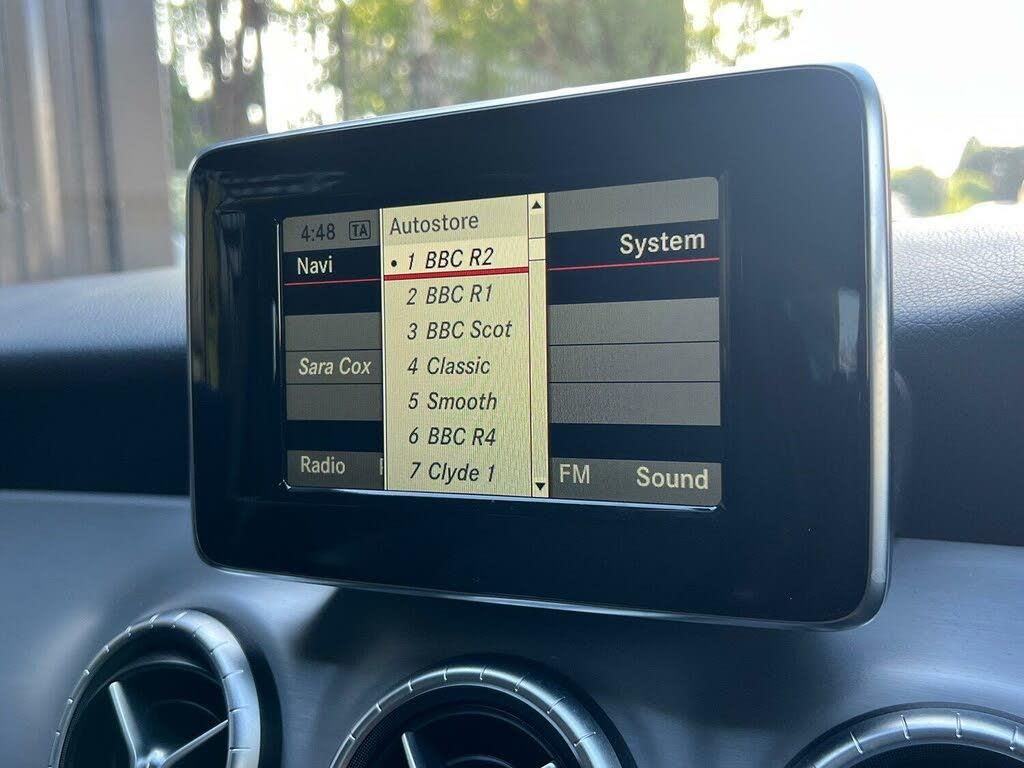 4:48 TA
Navi
Autostore
• 1 BBC R2
2 BBC R1
3 BBC Scot
4 Classic
5 Smooth
6 BBC R4
7 Clyde 1
System
Sara Cox
Radio
FM
Sound